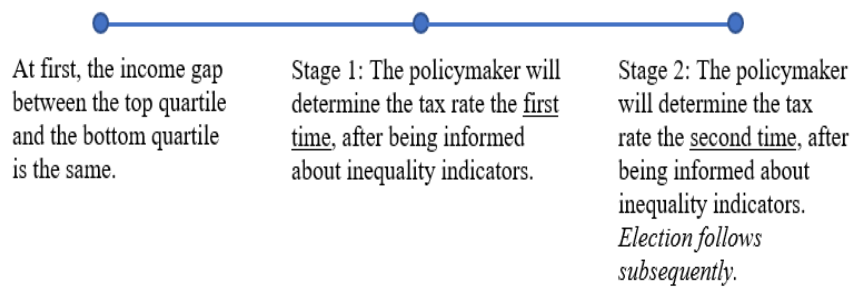 At first, the income gap
between the top quartile
and the bottom quartile
is the same.
Stage 1: The policymaker will
determine the tax rate the first
time, after being informed
about inequality indicators.
Stage 2: The policymaker
will determine the tax
rate the second time, after
being informed about
inequality indicators.
Election follows
subsequently.